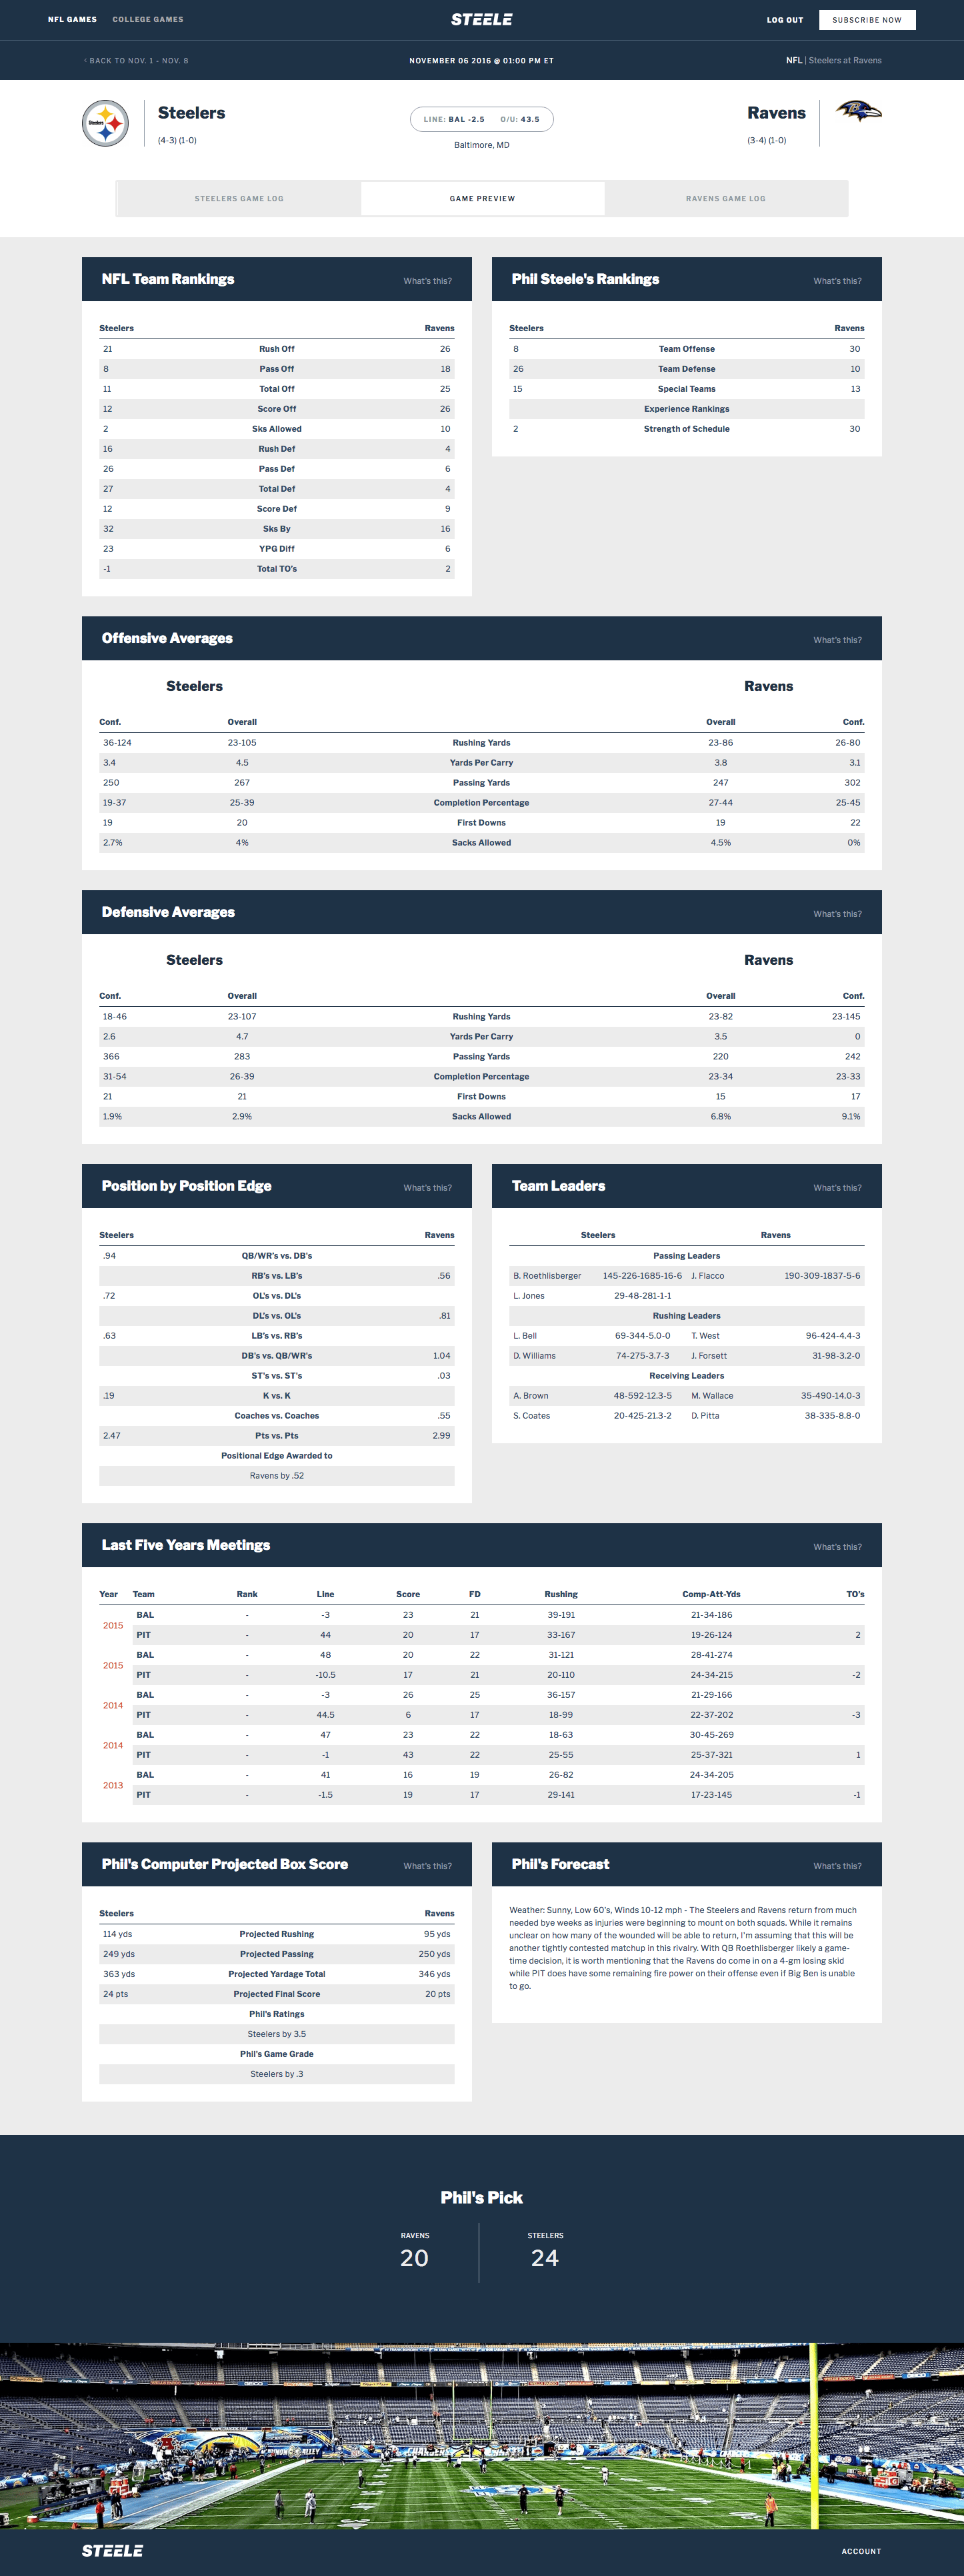 NFL GAMES COLLEGE GAMES STEELE LOG OUT SUBSCRIBE NOW
‹ BACK TO NOV. 1 - NOV. 8 NOVEMBER 06 2016 @ 01:00 PM ET NFL | Steelers at Ravens
Steelers LINE: BAL -2.5 O/U: 43.5 Ravens
(4-3) (1-0) Baltimore, MD (3-4) (1-0)
STEELERS GAME LOG GAME PREVIEW RAVENS GAME LOG
NFL Team Rankings What's this?
Steelers Ravens
21 Rush Off 26
8 Pass Off 18
11 Total Off 25
12 Score Off 26
2 Sks Allowed 10
16 Rush Def 4
26 Pass Def 6
27 Total Def 4
12 Score Def 9
32 Sks By 16
23 YPG Diff 6
-1 Total TO's 2
Phil Steele's Rankings What's this?
Steelers Ravens
8 Team Offense 30
26 Team Defense 10
15 Special Teams 13
Experience Rankings
2 Strength of Schedule 30
Offensive Averages What's this?
Steelers Ravens
Conf. Overall Overall Conf.
36-124 23-105 Rushing Yards 23-86 26-80
3.4 4.5 Yards Per Carry 3.8 3.1
250 267 Passing Yards 247 302
19-37 25-39 Completion Percentage 27-44 25-45
19 20 First Downs 19 22
2.7% 4% Sacks Allowed 4.5% 0%
Defensive Averages What's this?
Steelers Ravens
Conf. Overall Overall Conf.
18-46 23-107 Rushing Yards 23-82 23-145
2.6 4.7 Yards Per Carry 3.5 0
366 283 Passing Yards 220 242
31-54 26-39 Completion Percentage 23-34 23-33
21 21 First Downs 15 17
1.9% 2.9% Sacks Allowed 6.8% 9.1%
Position by Position Edge What's this?
Steelers Ravens
.94 QB/WR's vs. DB's
RB's vs. LB's .56
.72 OL's vs. DL's
DL's vs. OL's .81
.63 LB's vs. RB's
DB's vs. QB/WR's 1.04
ST's vs. ST's .03
.19 K vs. K
Coaches vs. Coaches .55
2.47 Pts vs. Pts 2.99
Positional Edge Awarded to
Ravens by .52
Team Leaders What's this?
Steelers Ravens
Passing Leaders
B. Roethlisberger 145-226-1685-16-6 J. Flacco 190-309-1837-5-6
L. Jones 29-48-281-1-1
Rushing Leaders
L. Bell 69-344-5.0-0 T. West 96-424-4.4-3
D. Williams 74-275-3.7-3 J. Forsett 31-98-3.2-0
Receiving Leaders
A. Brown 48-592-12.3-5 M. Wallace 35-490-14.0-3
S. Coates 20-425-21.3-2 D. Pitta 38-335-8.8-0
Last Five Years Meetings What's this?
Year Team Rank Line Score FD Rushing Comp-Att-Yds TO's
2015 BAL - -3 23 21 39-191 21-34-186
PIT - 44 20 17 33-167 19-26-124 2
2015 BAL - 48 20 22 31-121 28-41-274
PIT - -10.5 17 21 20-110 24-34-215 -2
2014 BAL - -3 26 25 36-157 21-29-166
PIT - 44.5 6 17 18-99 22-37-202 -3
2014 BAL - 47 23 22 18-63 30-45-269
PIT - -1 43 22 25-55 25-37-321 1
2013 BAL - 41 16 19 26-82 24-34-205
PIT - -1.5 19 17 29-141 17-23-145 -1
Phil's Computer Projected Box Score What's this?
Steelers Ravens
114 yds Projected Rushing 95 yds
249 yds Projected Passing 250 yds
363 yds Projected Yardage Total 346 yds
24 pts Projected Final Score 20 pts
Phil's Ratings
Steelers by 3.5
Phil's Game Grade
Steelers by .3
Phil's Forecast What's this?
Weather: Sunny, Low 60's, Winds 10-12 mph - The Steelers and Ravens return from much
needed bye weeks as injuries were beginning to mount on both squads. While it remains
unclear on how many of the wounded will be able to return, I'm assuming that this will be
another tightly contested matchup in this rivalry. With QB Roethlisberger likely a game-
time decision, it is worth mentioning that the Ravens do come in on a 4-gm losing skid
while PIT does have some remaining fire power on their offense even if Big Ben is unable
to go.
Phil's Pick
RAVENS STEELERS
20 24
STEELE ACCOUNT